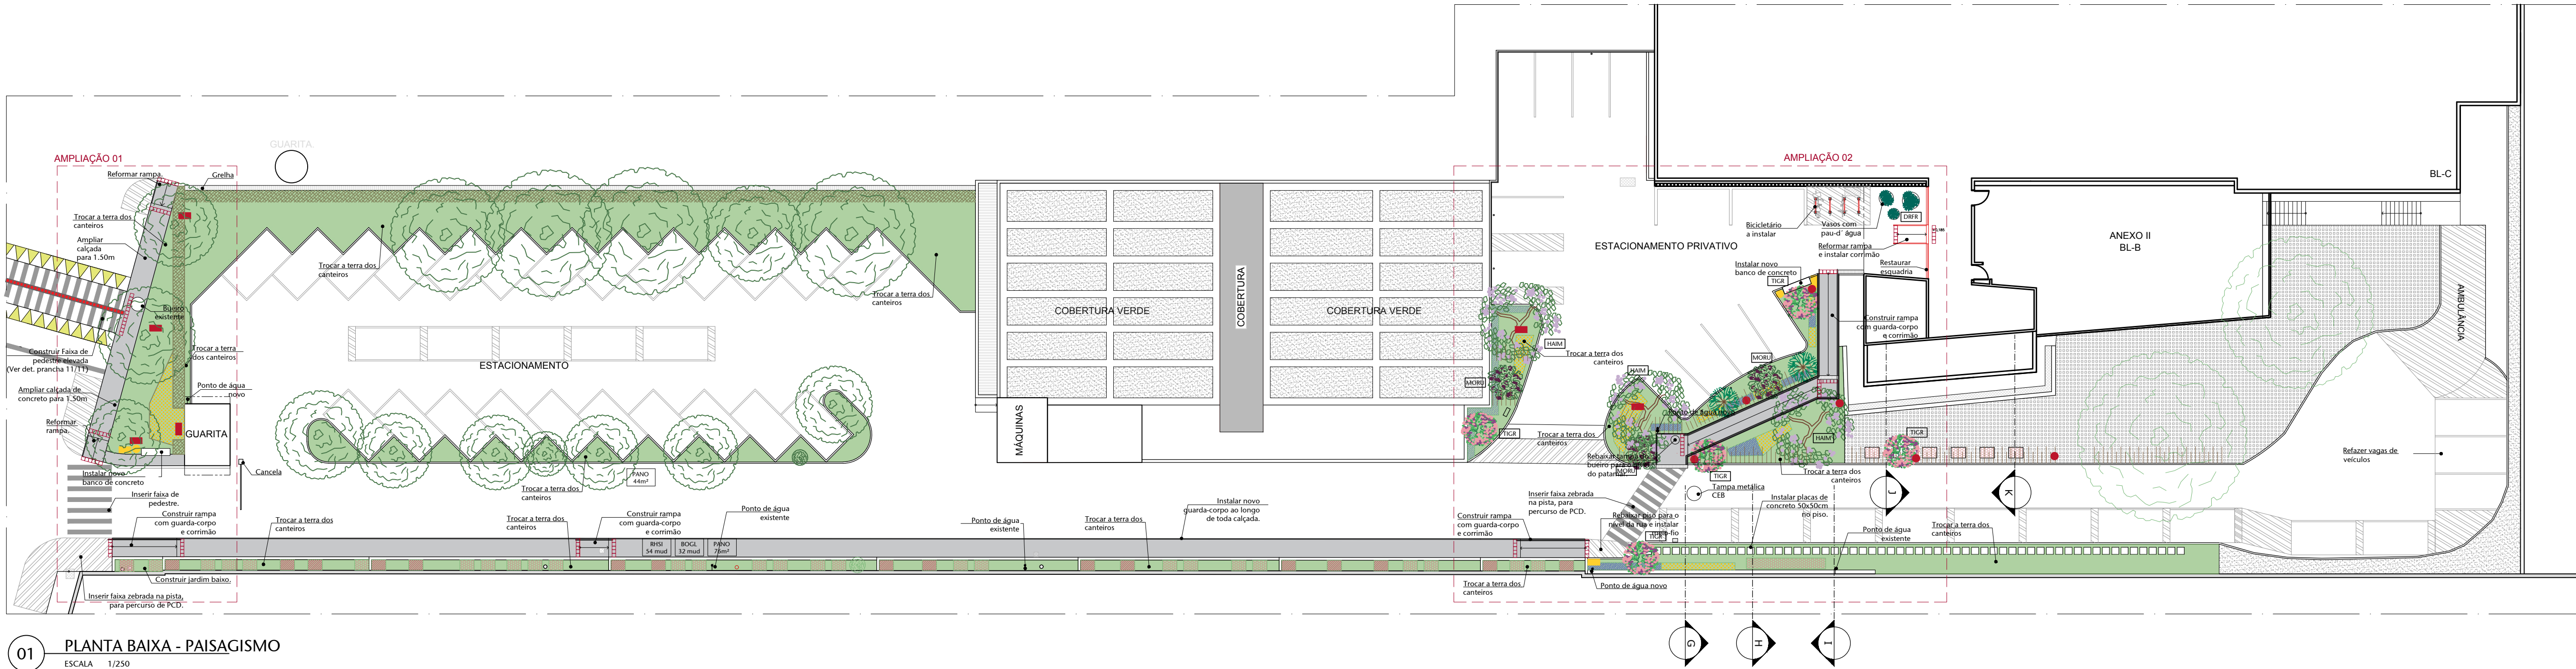 AMPLIAÇÃO 01
Reformar rampa.
Grelha
GUARITA.
Trocar a terra dos
canteiros
Ampliar
calçada
para 1.50m
Bueiro
existente
Construir Faixa de
pedestre elevada
(Ver det. prancha 11/11)
Trocar a terra
dos canteiros
Ampliar calçada de
concreto para 1.50m
Ponto de água
novo
Reformar
rampa.
GUARITA
Cancela
Instalar novo
banco de concreto
Inserir faixa de
pedestre.
Construir rampa
com guarda-corpo
e corrimão
Construir jardim baixo.
Inserir faixa zebrada na pista,
para percurso de PCD.
Trocar a terra dos
canteiros
Trocar a terra dos
canteiros
ESTACIONAMENTO
Trocar a terra dos
canteiros
PANO
44m²
Trocar a terra dos
canteiros
Trocar a terra dos
canteiros
Construir rampa
com guarda-corpo
e corrimão
RHSI
54 mud
BOGL
32 mud
PANO
76m²
Ponto de água
existente
Ponto de água
existente
Trocar a terra dos
canteiros
Instalar novo
guarda-corpo ao longo
de toda calçada.
COBERTURA VERDE
COBERTURA
COBERTURA VERDE
MÁQUINAS
AMPLIAÇÃO 02
ESTACIONAMENTO PRIVATIVO
Bicicletário
a instalar
Vasos com
pau-d`água
DRFR
Reformar rampa
e instalar corrimão
Restaurar
esquadria
Instalar novo
banco de concreto
TIGR
Construir rampa
com guarda-corpo
e corrimão
HAIM
Trocar a terra dos
canteiros
MORU
HAIM
MORU
TIGR
Ponto de água novo
Trocar a terra dos
canteiros
HAIM
TIGR
MORU
TIGR
Trocar a terra dos
canteiros
Tampa metálica
CEB
Inserir faixa zebrada
na pista, para
percurso de PCD.
Construir rampa
com guarda-corpo
e corrimão
TIGR
Instalar placas de
concreto 50x50cm
no piso.
Ponto de água
existente
Trocar a terra dos
canteiros
Trocar a terra dos
canteiros
Ponto de água novo
ANEXO II
BL-B
BL-C
AMBULÂNCIA
Refazer vagas de
veículos
J
K
G
H
I
01
PLANTA BAIXA - PAISAGISMO
ESCALA 1/250